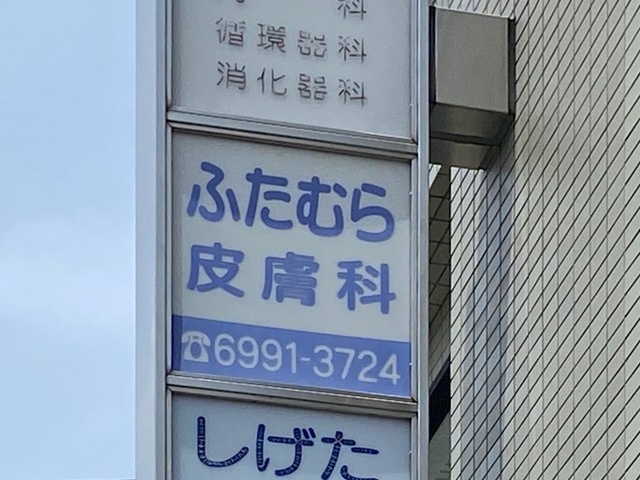 科
循環器科
消化器科
ふたむら
皮膚科
☎6991-3724
しげた